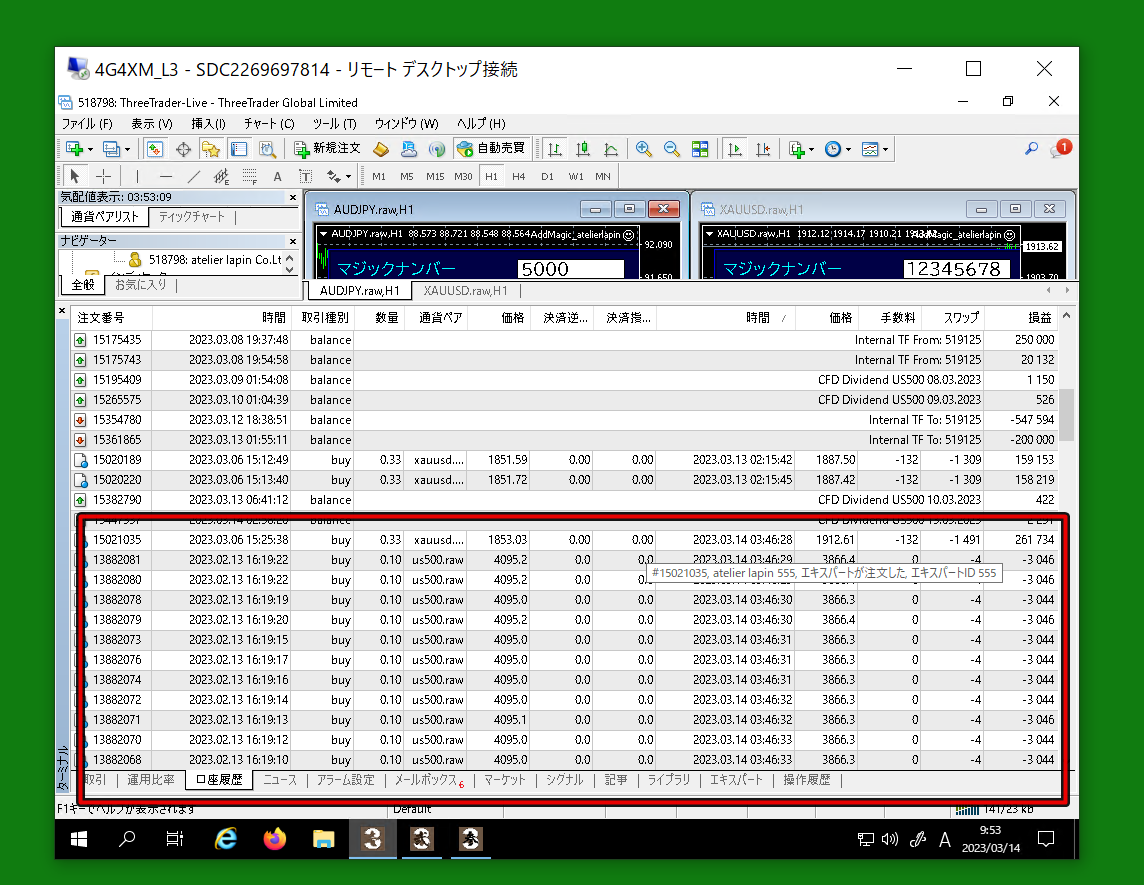 4G4XM_L3 - SDC2269697814 - リモート デスクトップ接続
518798: ThreeTrader-Live - ThreeTrader Global Limited
ファイル (F) 表示 (V) 挿入(I) チャート (C) ツール (T) ウィンドウ (W) ヘルプ (H)
新規注文 自動売買 1
A T M1 M5 M15 M30 H1 H4 D1 W1 MN
気配値表示: 03:53:09
通貨ペアリスト ティックチャート
ナビゲーター
518798: atelier lapin Co.Lt
全般 お気に入り
AUDJPY.raw,H1
AUDJPY.raw,H1 88.573 88.721 88.548 88.564 AddMagic_atelierlapin
92.090
マジックナンバー 5000
91.650
XAUUSD.raw,H1
XAUUSD.raw,H1 1912.12 1914.17 1910.21
1913.62
マジックナンバー 12345678
1903.70
AUDJPY.raw,H1 XAUUSD.raw,H1
注文番号 時間 取引種別 数量 通貨ペア 価格 決済逆... 決済指... 時間 / 価格 手数料 スワップ 損益
15175435 2023.03.08 19:37:48 balance Internal TF From: 519125 250 000
15175743 2023.03.08 19:54:58 balance Internal TF From: 519125 20 132
15195409 2023.03.09 01:54:08 balance CFD Dividend US500 08.03.2023 1 150
15265575 2023.03.10 01:04:39 balance CFD Dividend US500 09.03.2023 526
15354780 2023.03.12 18:38:51 balance Internal TF To: 519125 -547 594
15361865 2023.03.13 01:55:11 balance Internal TF To: 519125 -200 000
15020189 2023.03.06 15:12:49 buy 0.33 xauusd.... 1851.59 0.00 0.00 2023.03.13 02:15:42 1887.50 -132 -1 309 159 153
15020220 2023.03.06 15:13:40 buy 0.33 xauusd.... 1851.72 0.00 0.00 2023.03.13 02:15:45 1887.42 -132 -1 309 158 219
15382790 2023.03.13 06:41:12 balance CFD Dividend US500 10.03.2023 422
15021035 2023.03.06 15:25:38 buy 0.33 xauusd.... 1853.03 0.00 0.00 2023.03.14 03:46:28 1912.61 -132 -1 491 261 734
13882081 2023.02.13 16:19:22 buy 0.10 us500.raw 4095.2 0.0 0.0 2023.03.14 03:46:29 3866.4 0 -4 -3 046
#15021035, atelier lapin 555, エキスパートが注文した, エキスパートID 555
13882080 2023.02.13 16:19:22 buy 0.10 us500.raw 4095.2 0.0 -3 046
13882078 2023.02.13 16:19:19 buy 0.10 us500.raw 4095.0 0.0 0.0 2023.03.14 03:46:30 3866.3 0 -4 -3 044
13882079 2023.02.13 16:19:20 buy 0.10 us500.raw 4095.2 0.0 0.0 2023.03.14 03:46:30 3866.4 0 -4 -3 046
13882073 2023.02.13 16:19:15 buy 0.10 us500.raw 4095.0 0.0 0.0 2023.03.14 03:46:31 3866.3 0 -4 -3 044
13882076 2023.02.13 16:19:17 buy 0.10 us500.raw 4095.0 0.0 0.0 2023.03.14 03:46:31 3866.3 0 -4 -3 044
13882074 2023.02.13 16:19:16 buy 0.10 us500.raw 4095.0 0.0 0.0 2023.03.14 03:46:31 3866.3 0 -4 -3 044
13882072 2023.02.13 16:19:14 buy 0.10 us500.raw 4095.0 0.0 0.0 2023.03.14 03:46:32 3866.3 0 -4 -3 044
13882071 2023.02.13 16:19:13 buy 0.10 us500.raw 4095.1 0.0 0.0 2023.03.14 03:46:32 3866.3 0 -4 -3 046
13882070 2023.02.13 16:19:12 buy 0.10 us500.raw 4095.0 0.0 0.0 2023.03.14 03:46:33 3866.3 0 -4 -3 044
13882068 2023.02.13 16:19:10 buy 0.10 us500.raw 4095.0 0.0 0.0 2023.03.14 03:46:33 3866.3 0 -4 -3 044
ターミナル
取引 運用比率 口座履歴 ニュース アラーム設定 メールボックス 6 マーケット シグナル 記事 ライブラリ エキスパート 操作履歴
F1キーでヘルプが表示されます Default 141/23 kb
A 9:53
2023/03/14